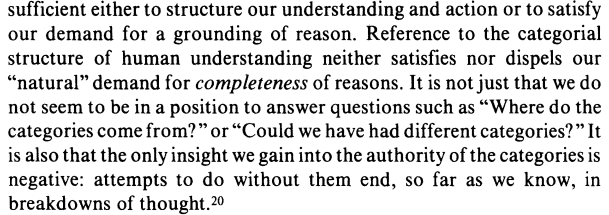 sufficient either to structure our understanding and action or to satisfy
our demand for a grounding of reason. Reference to the categorial
structure of human understanding neither satisfies nor dispels our
“natural” demand for completeness of reasons. It is not just that we do
not seem to be in a position to answer questions such as “Where do the
categories come from?” or “Could we have had different categories?” It
is also that the only insight we gain into the authority of the categories is
negative: attempts to do without them end, so far as we know, in
breakdowns of thought.20